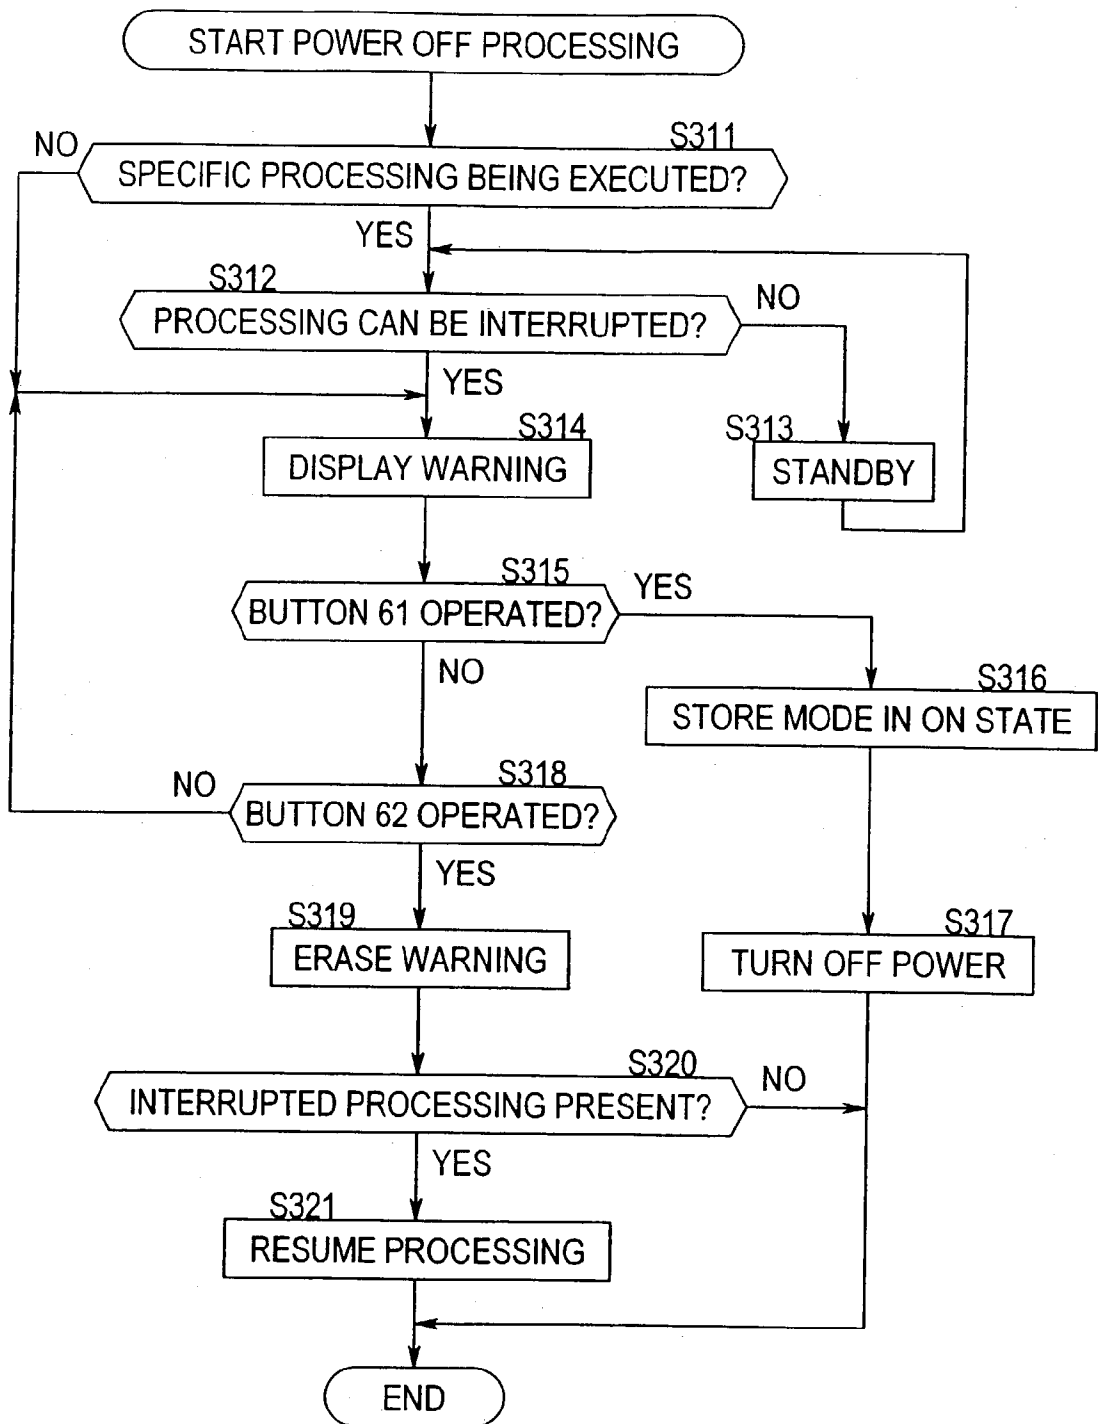 START POWER OFF PROCESSING
S311
NO
SPECIFIC PROCESSING BEING EXECUTED?
YES
S312
NO
PROCESSING CAN BE INTERRUPTED?
YES
S314
S313
DISPLAY WARNING
STANDBY
S315
YES
BUTTON 61 OPERATED?
NO
S316
STORE MODE IN ON STATE
S318
NO
BUTTON 62 OPERATED?
YES
S319
S317
ERASE WARNING
TURN OFF POWER
S320
NO
INTERRUPTED PROCESSING PRESENT?
YES
S321
RESUME PROCESSING
END